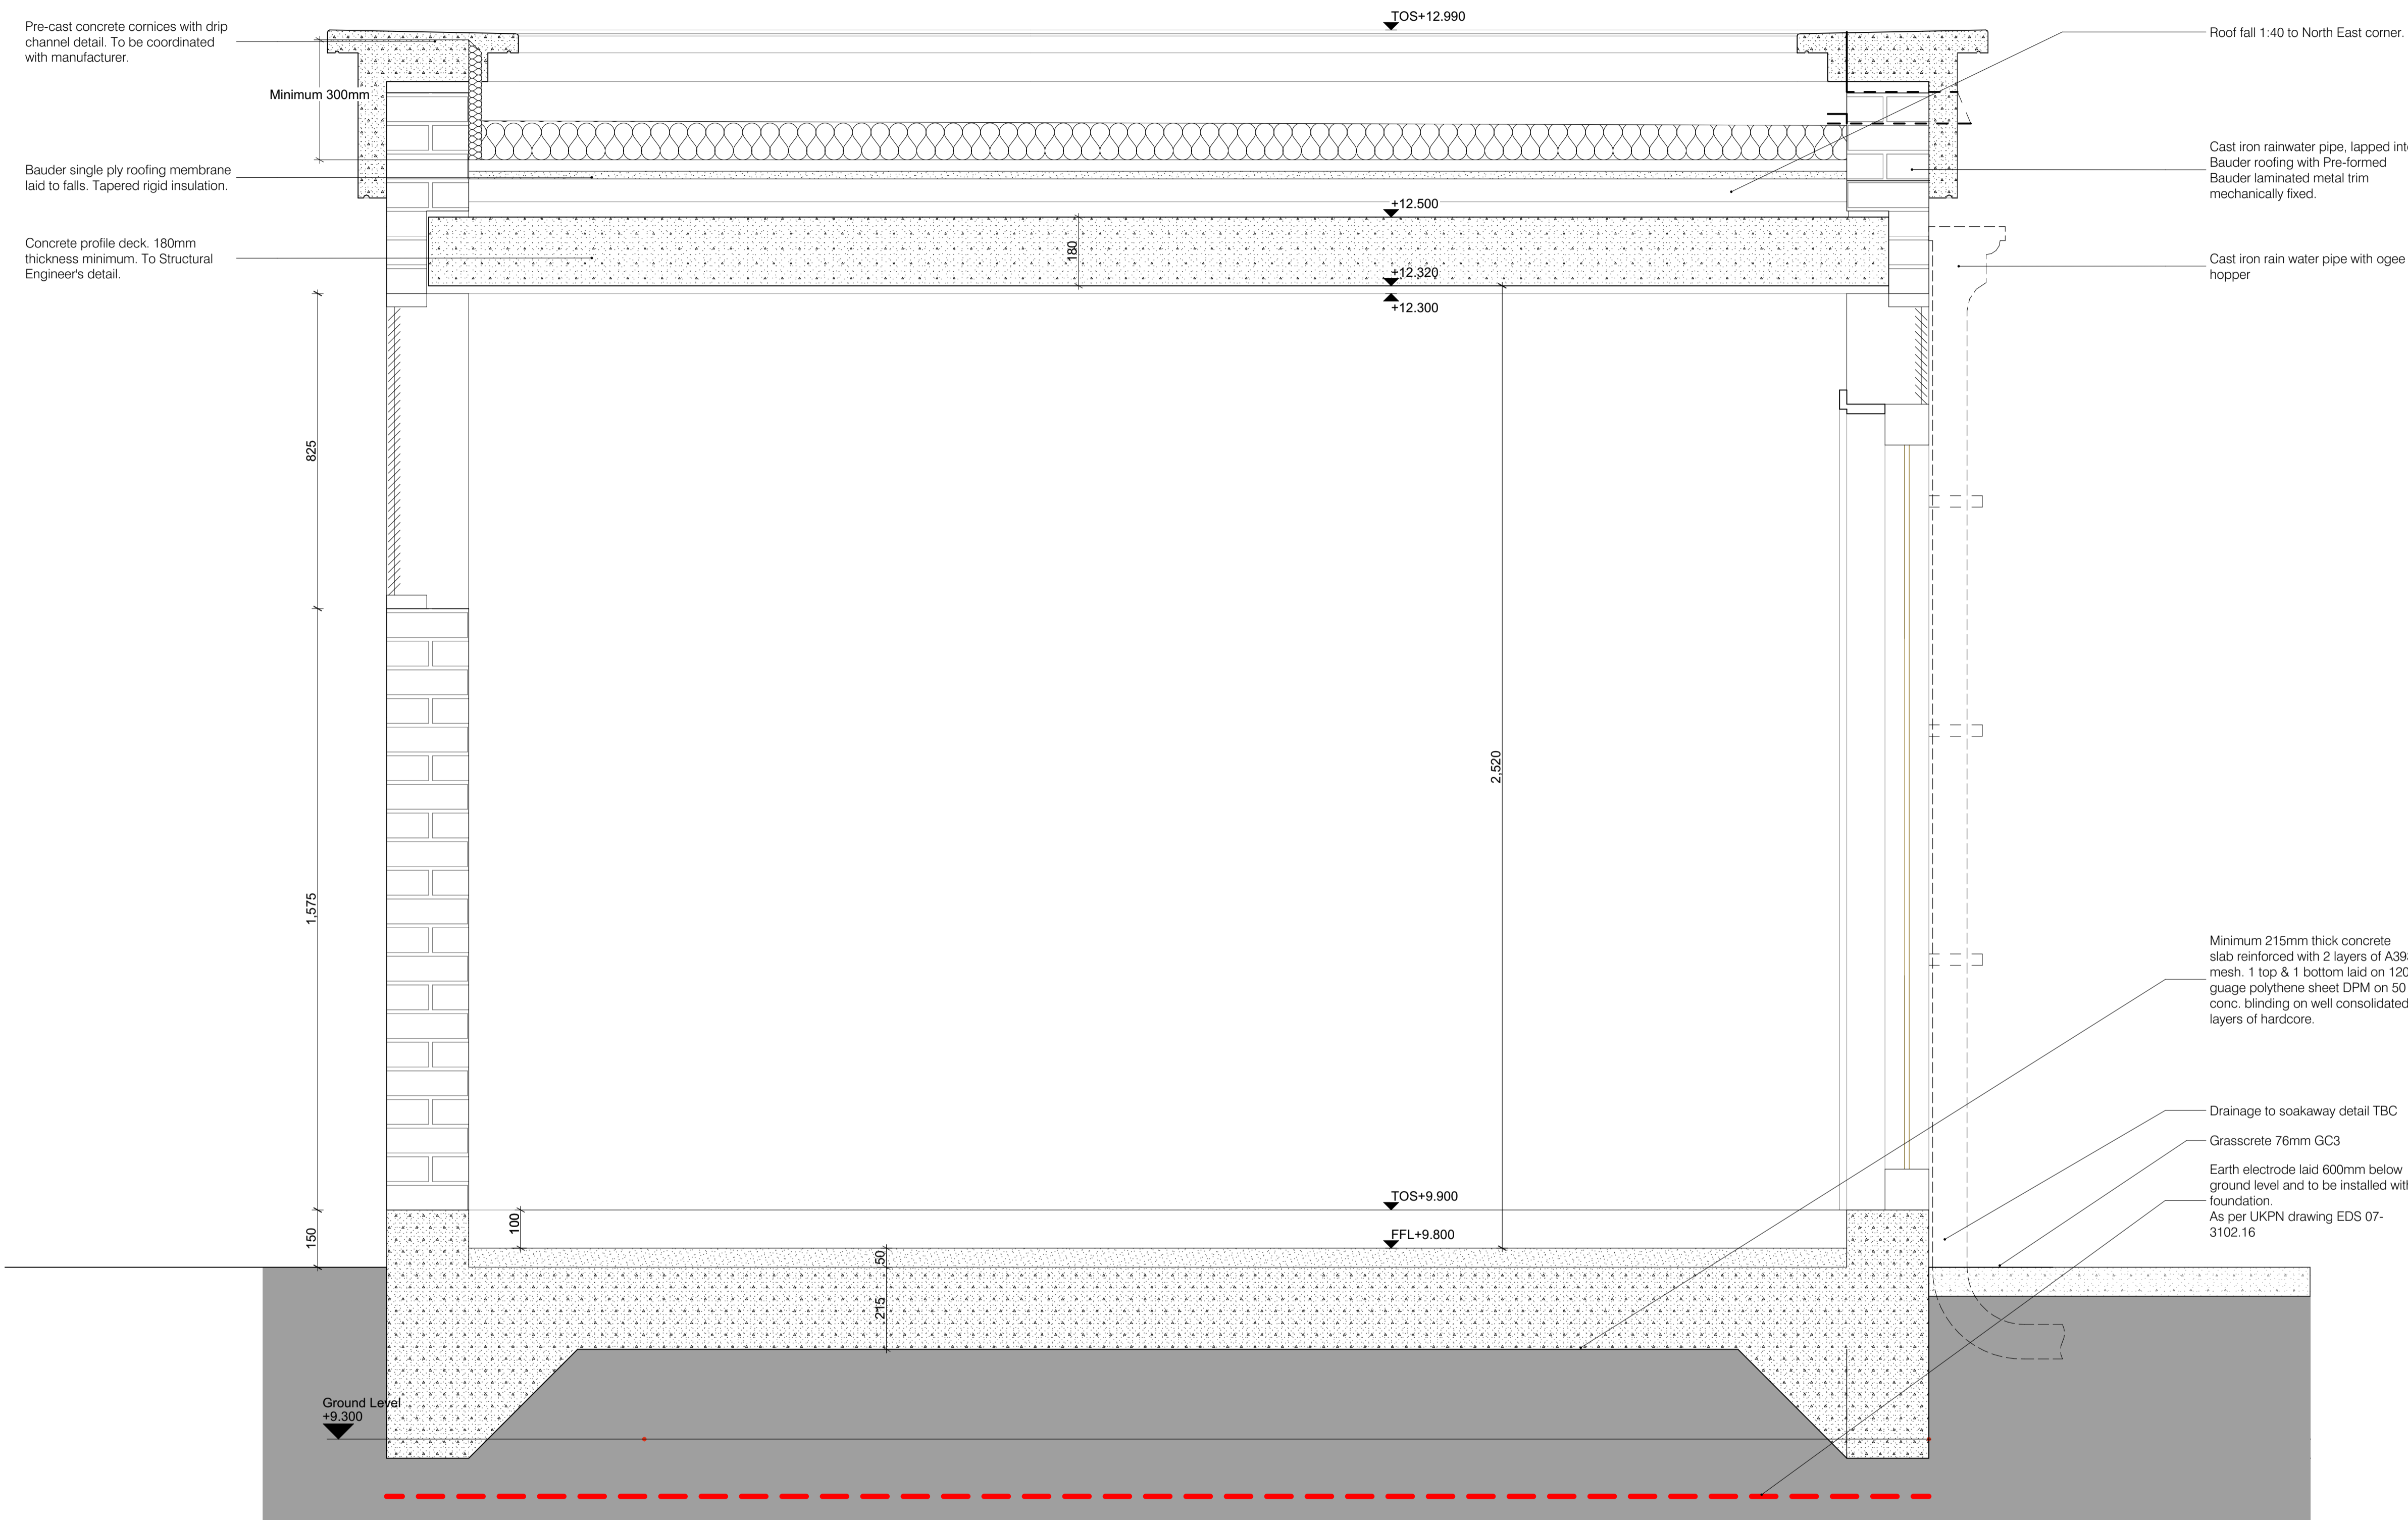 Pre-cast concrete cornices with drip
channel detail. To be coordinated
with manufacturer.
Minimum 300mm
Bauder single ply roofing membrane
laid to falls. Tapered rigid insulation.
Concrete profile deck. 180mm
thickness minimum. To Structural
Engineer's detail.
825
1,575
150
100
50
215
180
2,520
TOS+12.990
+12.500
+12.320
+12.300
TOS+9.900
FFL+9.800
Ground Level
+9.300
Roof fall 1:40 to North East corner.
Cast iron rainwater pipe, lapped
Bauder roofing with Pre-formed
Bauder laminated metal trim
mechanically fixed.
Cast iron rain water pipe with ogee
hopper
Minimum 215mm thick concrete
slab reinforced with 2 layers of
mesh. 1 top & 1 bottom laid on
guage polythene sheet DPM on 50
conc. blinding on well consolidated
layers of hardcore.
Drainage to soakaway detail TBC
Grasscrete 76mm GC3
Earth electrode laid 600mm below
ground level and to be installed
foundation.
As per UKPN drawing EDS 07-
3102.16